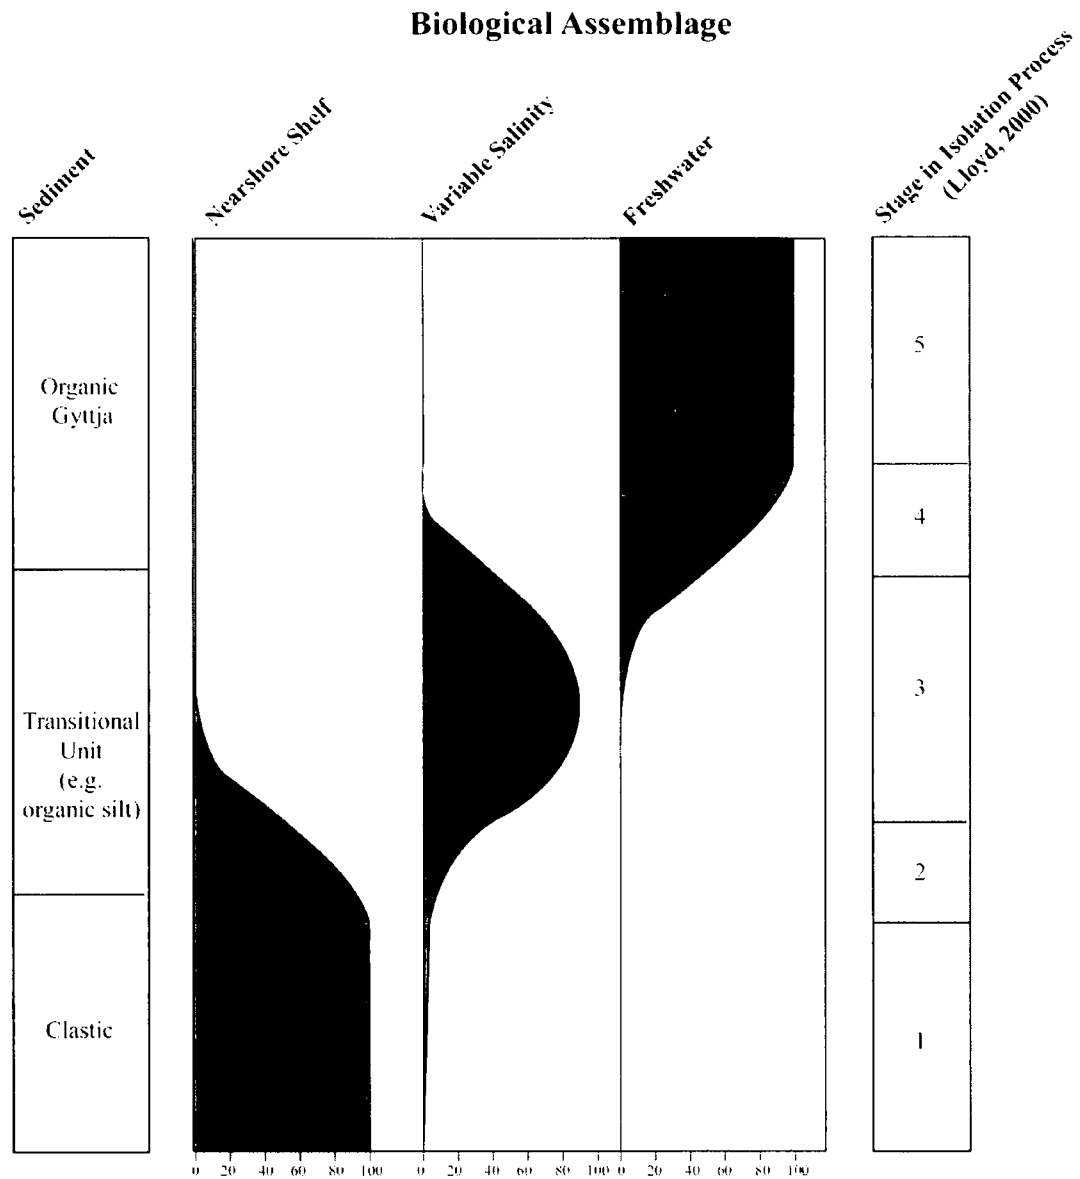 Biological Assemblage
Sediment
Nearshore Shelf
Variable Salinity
Freshwater
Stage in Isolation Process
(Lloyd, 2000)
Organic
Gyttja
Transitional
Unit
(e.g.
organic silt)
Clastic
5
4
3
2
1
0 20 40 60 80 100 0 20 40 60 80 100 0 20 40 60 80 100